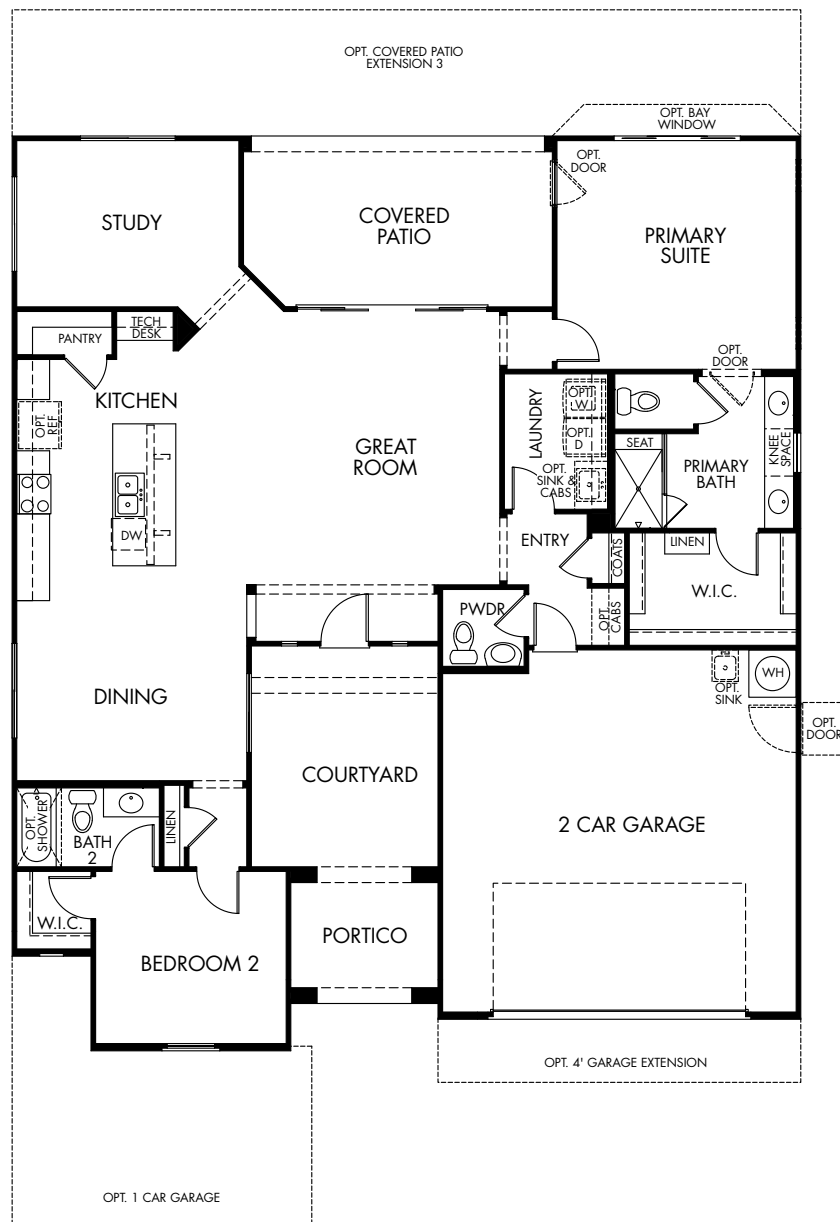 OPT. COVERED PATIO
EXTENSION 3
OPT. BAY
WINDOW
OPT.
DOOR
STUDY
COVERED
PATIO
PRIMARY
SUITE
TECH
DESK
PANTRY
OPT.
DOOR
KITCHEN
OPT.
REF
LAUNDRY
OPT.
W
OPT.
D
GREAT
ROOM
SEAT
PRIMARY
BATH
KNEE
SPACE
OPT.
SINK &
CABS
DW
ENTRY
COATS
LINEN
W.I.C.
PWDR
OPT.
CABS
OPT.
SINK
WH
DINING
OPT.
DOOR
COURTYARD
OPT.
SHOWER
BATH
2
LINEN
2 CAR GARAGE
W.I.C.
BEDROOM 2
PORTICO
OPT. 4' GARAGE EXTENSION
OPT. 1 CAR GARAGE